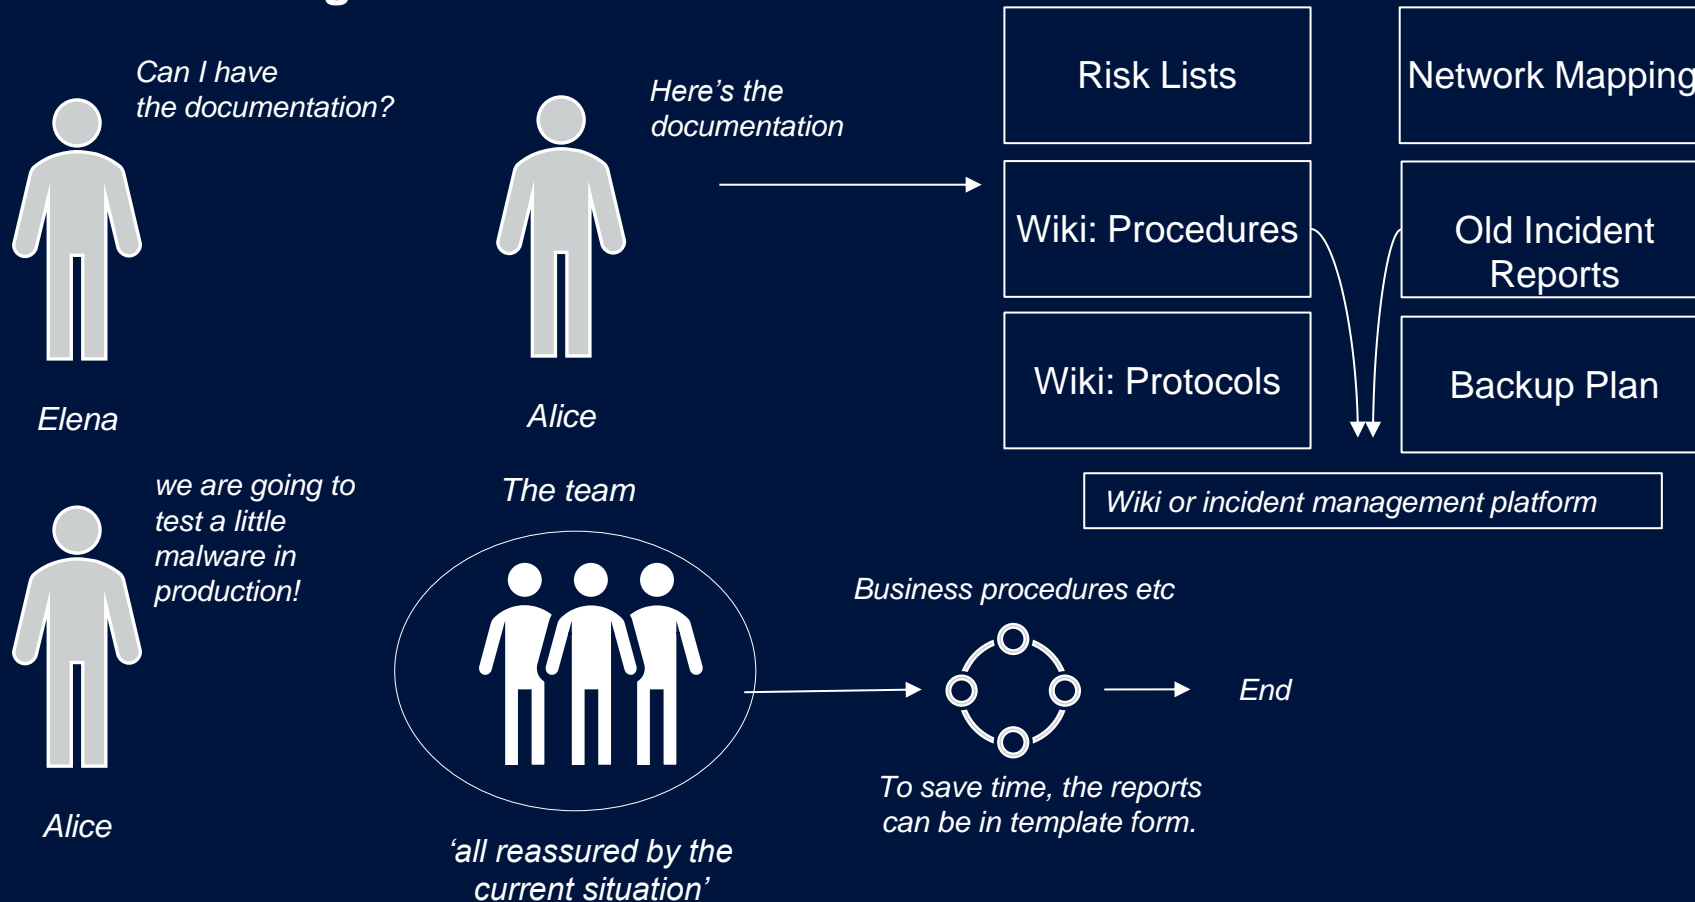 Can I have
the documentation?
Elena
Here's the
documentation
Alice
Risk Lists
Network Mapping
Wiki: Procedures
Old Incident
Reports
Wiki: Protocols
Backup Plan
Wiki or incident management platform
we are going to
test a little
malware in
production!
Alice
The team
‘all reassured by the
current situation’
Business procedures etc
To save time, the reports
can be in template form.
End